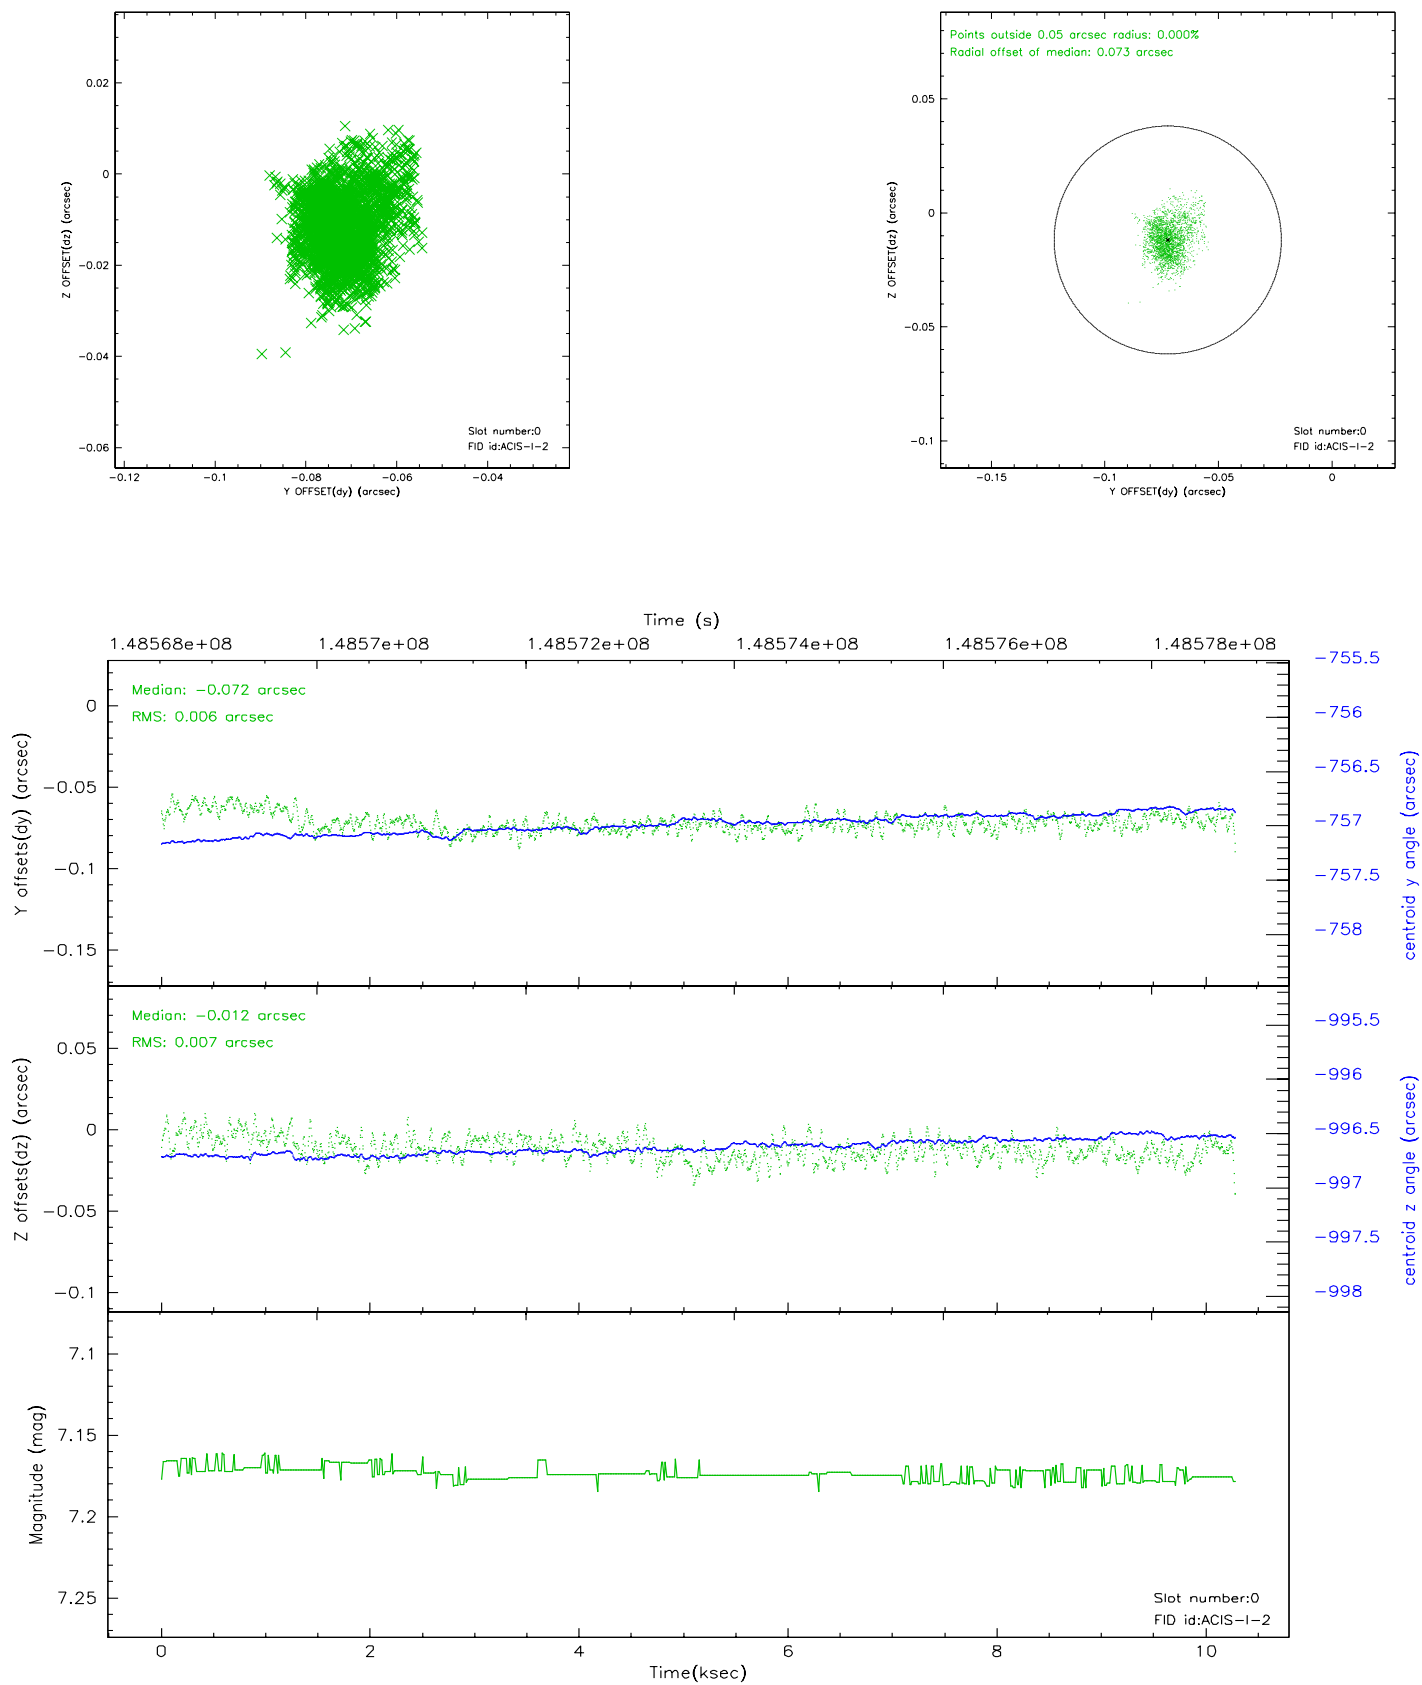 0.02
0
-0.02
-0.04
-0.06
Z OFFSET(dz) (arcsec)
Slot number:0
FID id:ACIS-I-2
-0.12 -0.1 -0.08 -0.06 -0.04
Y OFFSET(dy) (arcsec)
Points outside 0.05 arcsec radius: 0.000%
Radial offset of median: 0.073 arcsec
0.05
0
-0.05
-0.1
Z OFFSET(dz) (arcsec)
Slot number:0
FID id:ACIS-I-2
-0.15 -0.1 -0.05 0
Y OFFSET(dy) (arcsec)
Time (s)
1.48568e+08 1.4857e+08 1.48572e+08 1.48574e+08 1.48576e+08 1.48578e+08
Median: -0.072 arcsec
RMS: 0.006 arcsec
0
-0.05
-0.1
-0.15
Y offsets(dy) (arcsec)
-755.5
-756
-756.5
-757
-757.5
-758
centroid y angle (arcsec)
Median: -0.012 arcsec
RMS: 0.007 arcsec
0.05
0
-0.05
-0.1
Z offsets(dz) (arcsec)
-995.5
-996
-996.5
-997
-997.5
-998
centroid z angle (arcsec)
7.1
7.15
7.2
7.25
Magnitude (mag)
Slot number:0
FID id:ACIS-I-2
0 2 4 6 8 10
Time(ksec)